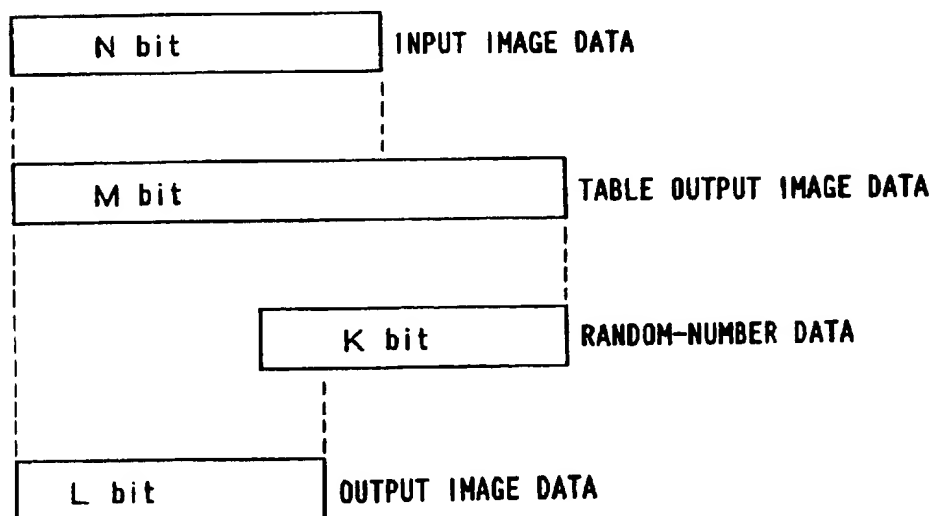 N bit INPUT IMAGE DATA
M bit TABLE OUTPUT IMAGE DATA
K bit RANDOM-NUMBER DATA
L bit OUTPUT IMAGE DATA